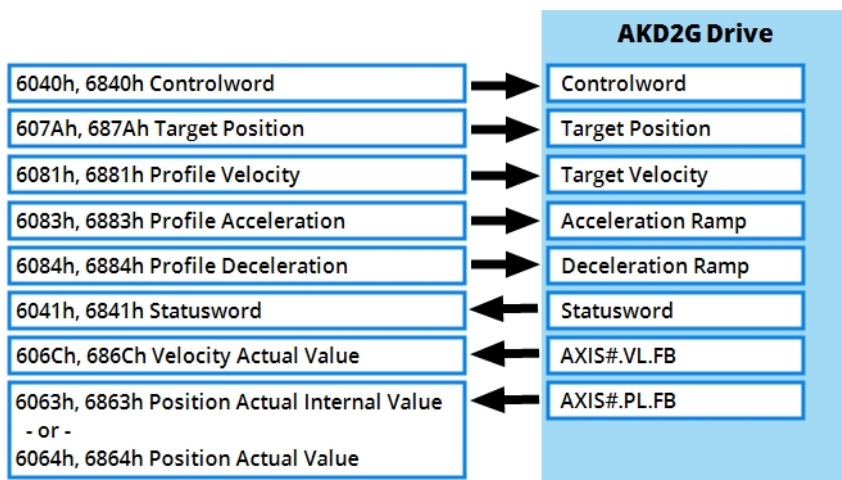 AKD2G Drive
6040h, 6840h Controlword
Controlword
607Ah, 687Ah Target Position
Target Position
6081h, 6881h Profile Velocity
Target Velocity
6083h, 6883h Profile Acceleration
Acceleration Ramp
6084h, 6884h Profile Deceleration
Deceleration Ramp
6041h, 6841h Statusword
Statusword
606Ch, 686Ch Velocity Actual Value
AXIS#.VL.FB
6063h, 6863h Position Actual Internal Value
- or -
6064h, 6864h Position Actual Value
AXIS#.PL.FB